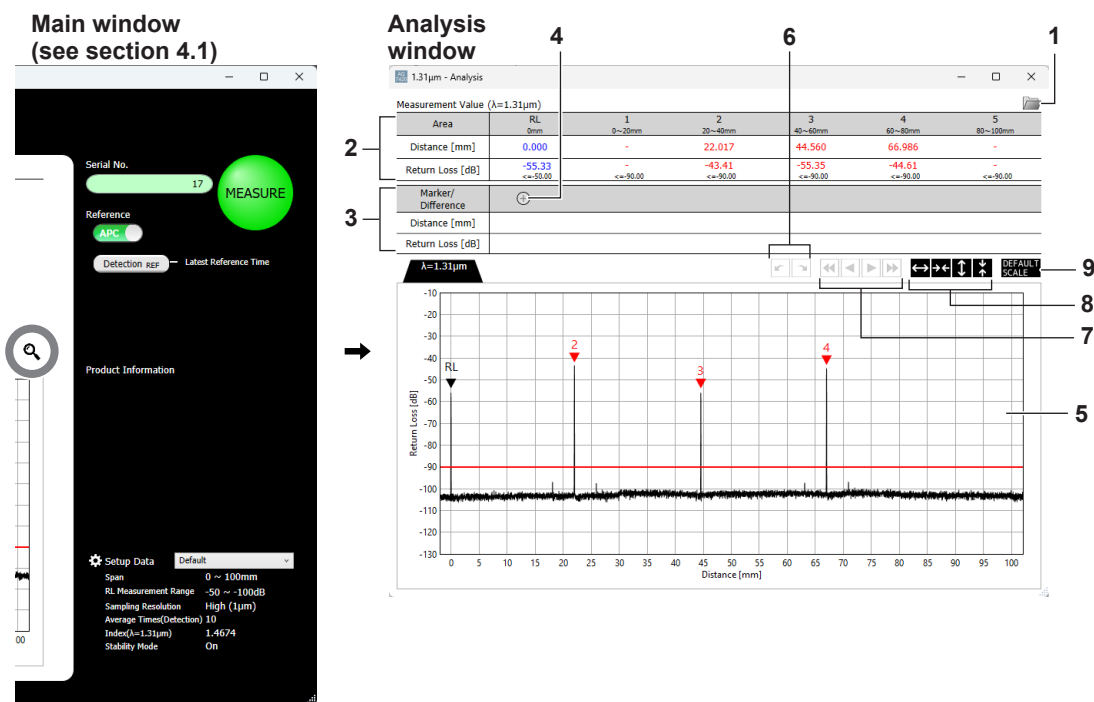 Main window
(see section 4.1)
Serial No.
17
MEASURE
Reference
APC
Detection REF
Latest Reference Time
Product Information
Setup Data
Default
Span 0 ~ 100mm
RL Measurement Range -50 ~ -100dB
Sampling Resolution High (1μm)
Average Times(Detection) 10
Index(λ=1.31μm) 1.4674
Stability Mode On
00
Analysis
window
4 6 1
1.31μm - Analysis
Measurement Value (λ=1.31μm)
Area RL 1 2 3 4 5
0mm 0~20mm 20~40mm 40~60mm 60~80mm 80~100mm
2
Distance [mm] 0.000 - 22.017 44.560 66.986 -
Return Loss [dB] -55.33 - -43.41 -55.35 -44.61 -
<=-50.00 <=-90.00 <=-90.00 <=-90.00 <=-90.00 <=-90.00
Marker/
Difference
3
Distance [mm]
Return Loss [dB]
λ=1.31μm
DEFAULT
SCALE
9
8
7
5
Return Loss [dB]
-10
-20
-30
-40
-50
-60
-70
-80
-90
-100
-110
-120
-130
RL
2
3
4
0 5 10 15 20 25 30 35 40 45 50 55 60 65 70 75 80 85 90 95 100
Distance [mm]